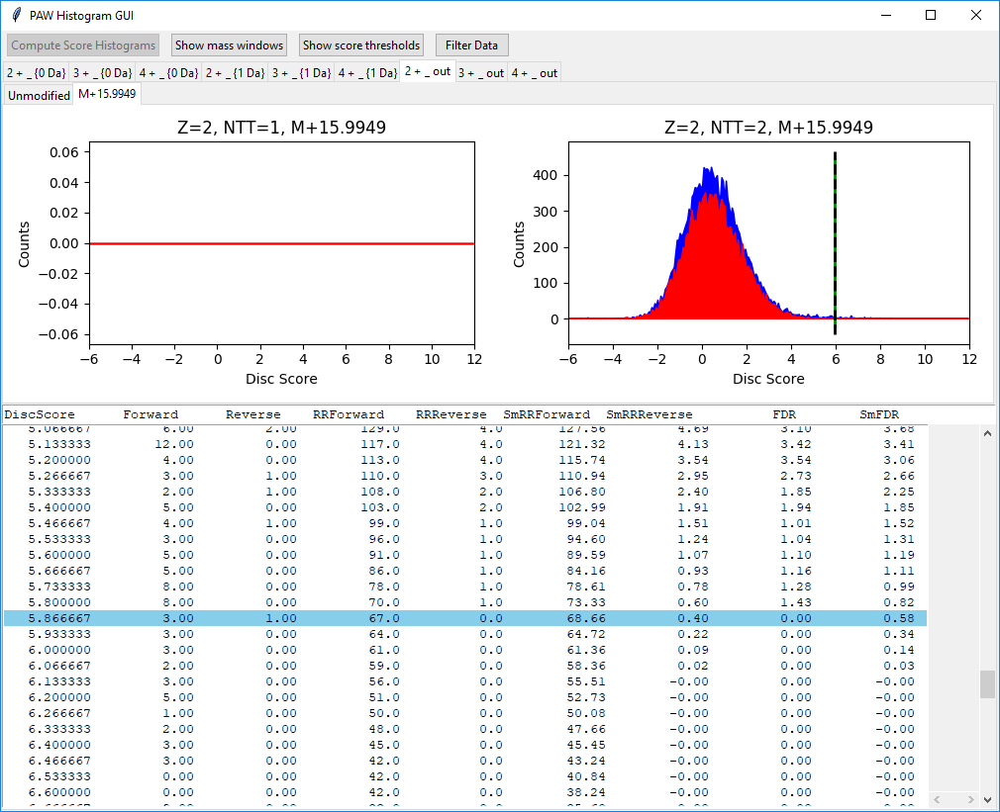 PAW Histogram GUI
Compute Score Histograms Show mass windows Show score thresholds Filter Data
2 + _ {0 Da} 3 + _ {0 Da} 4 + _ {0 Da} 2 + _ {1 Da} 3 + _ {1 Da} 4 + _ {1 Da} 2 + _ out 3 + _ out 4 + _ out
Unmodified M+15.9949
Z=2, NTT=1, M+15.9949
0.06
0.04
0.02
0.00
−0.02
−0.04
−0.06
Counts
−6 −4 −2 0 2 4 6 8 10 12
Disc Score
Z=2, NTT=2, M+15.9949
400
300
200
100
0
Counts
−6 −4 −2 0 2 4 6 8 10 12
Disc Score
DiscScore Forward Reverse RRForward RRReverse SmRRForward SmRRReverse FDR SmFDR
5.066667 6.00 2.00 129.0 4.0 127.56 4.69 3.10 3.68
5.133333 12.00 0.00 117.0 4.0 121.32 4.13 3.42 3.41
5.200000 4.00 0.00 113.0 4.0 115.74 3.54 3.54 3.06
5.266667 3.00 1.00 110.0 3.0 110.94 2.95 2.73 2.66
5.333333 2.00 1.00 108.0 2.0 106.80 2.40 1.85 2.25
5.400000 5.00 0.00 103.0 2.0 102.99 1.91 1.94 1.85
5.466667 4.00 1.00 99.0 1.0 99.04 1.51 1.01 1.52
5.533333 3.00 0.00 96.0 1.0 94.60 1.24 1.04 1.31
5.600000 5.00 0.00 91.0 1.0 89.59 1.07 1.10 1.19
5.666667 5.00 0.00 86.0 1.0 84.16 0.93 1.16 1.11
5.733333 8.00 0.00 78.0 1.0 78.61 0.78 1.28 0.99
5.800000 8.00 0.00 70.0 1.0 73.33 0.60 1.43 0.82
5.866667 3.00 1.00 67.0 0.0 68.66 0.40 0.00 0.58
5.933333 3.00 0.00 64.0 0.0 64.72 0.22 0.00 0.34
6.000000 3.00 0.00 61.0 0.0 61.36 0.09 0.00 0.14
6.066667 2.00 0.00 59.0 0.0 58.36 0.02 0.00 0.03
6.133333 3.00 0.00 56.0 0.0 55.51 -0.00 0.00 -0.00
6.200000 5.00 0.00 51.0 0.0 52.73 -0.00 0.00 -0.00
6.266667 1.00 0.00 50.0 0.0 50.08 -0.00 0.00 -0.00
6.333333 2.00 0.00 48.0 0.0 47.66 -0.00 0.00 -0.00
6.400000 3.00 0.00 45.0 0.0 45.45 -0.00 0.00 -0.00
6.466667 3.00 0.00 42.0 0.0 43.24 -0.00 0.00 -0.00
6.533333 0.00 0.00 42.0 0.0 40.84 -0.00 0.00 -0.00
6.600000 0.00 0.00 42.0 0.0 38.24 -0.00 0.00 -0.00